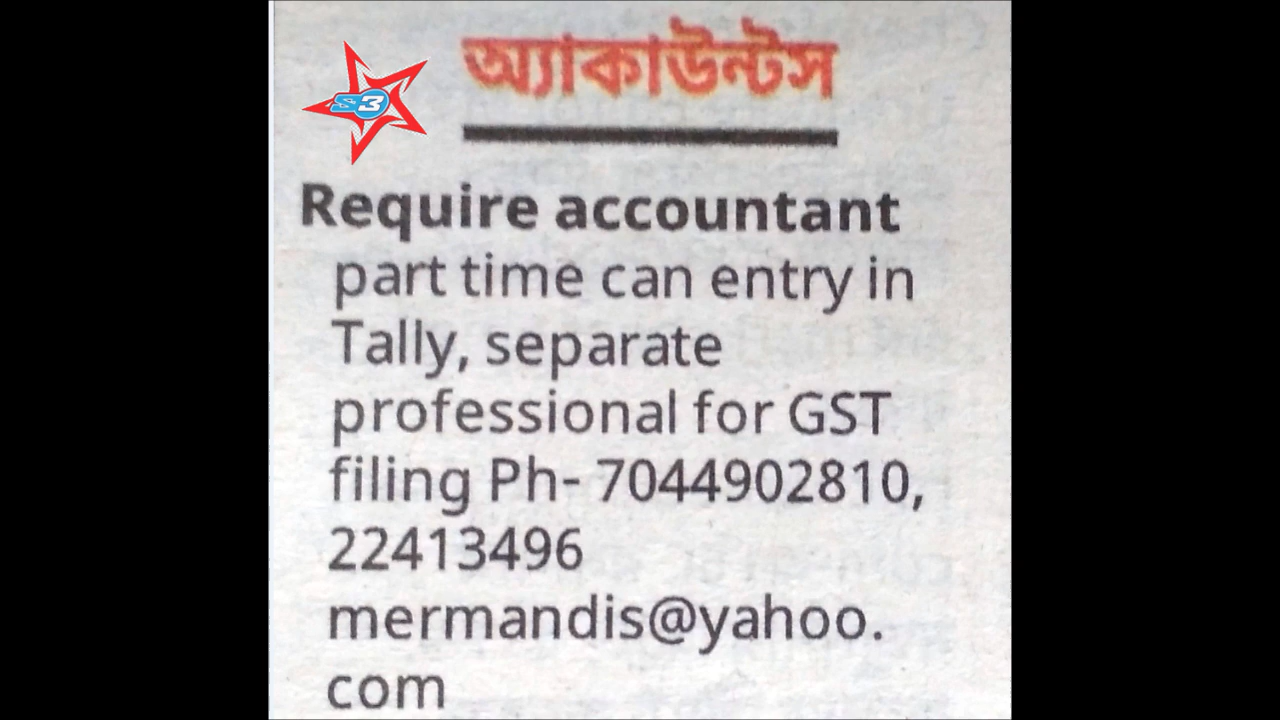 S3
অ্যাকাউন্টস
Require accountant
part time can entry in
Tally, separate
professional for GST
filing Ph- 7044902810,
22413496
mermandis@yahoo.
com